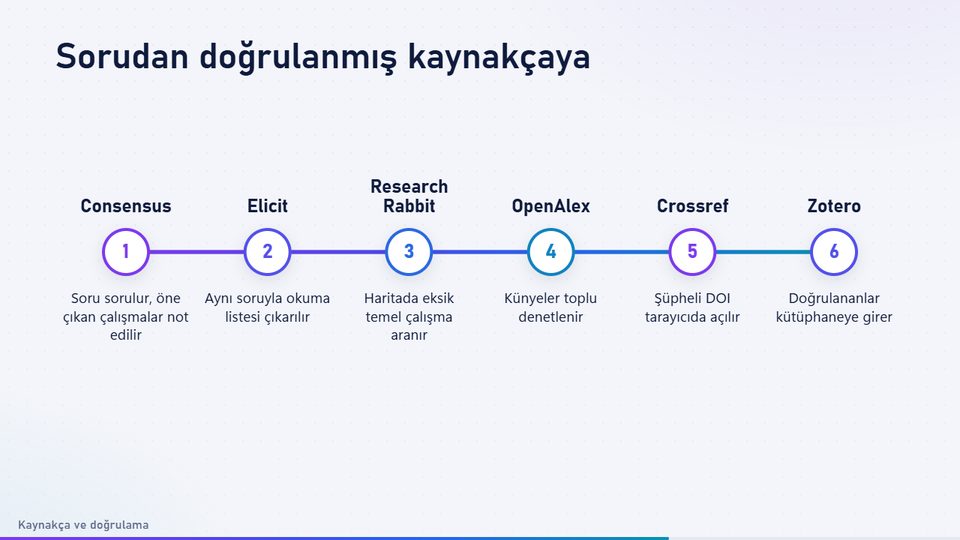 Sorudan doğrulanmış kaynakçaya
Consensus
1
Soru sorulur, öne
çıkan çalışmalar not
edilir
Elicit
2
Aynı soruyla okuma
listesi çıkarılır
Research
Rabbit
3
Haritada eksik
temel çalışma
aranır
OpenAlex
4
Künyeler toplu
denetlenir
Crossref
5
Şüpheli DOI
tarayıcıda açılır
Zotero
6
Doğrulananlar
kütüphaneye girer
Kaynakça ve doğrulama